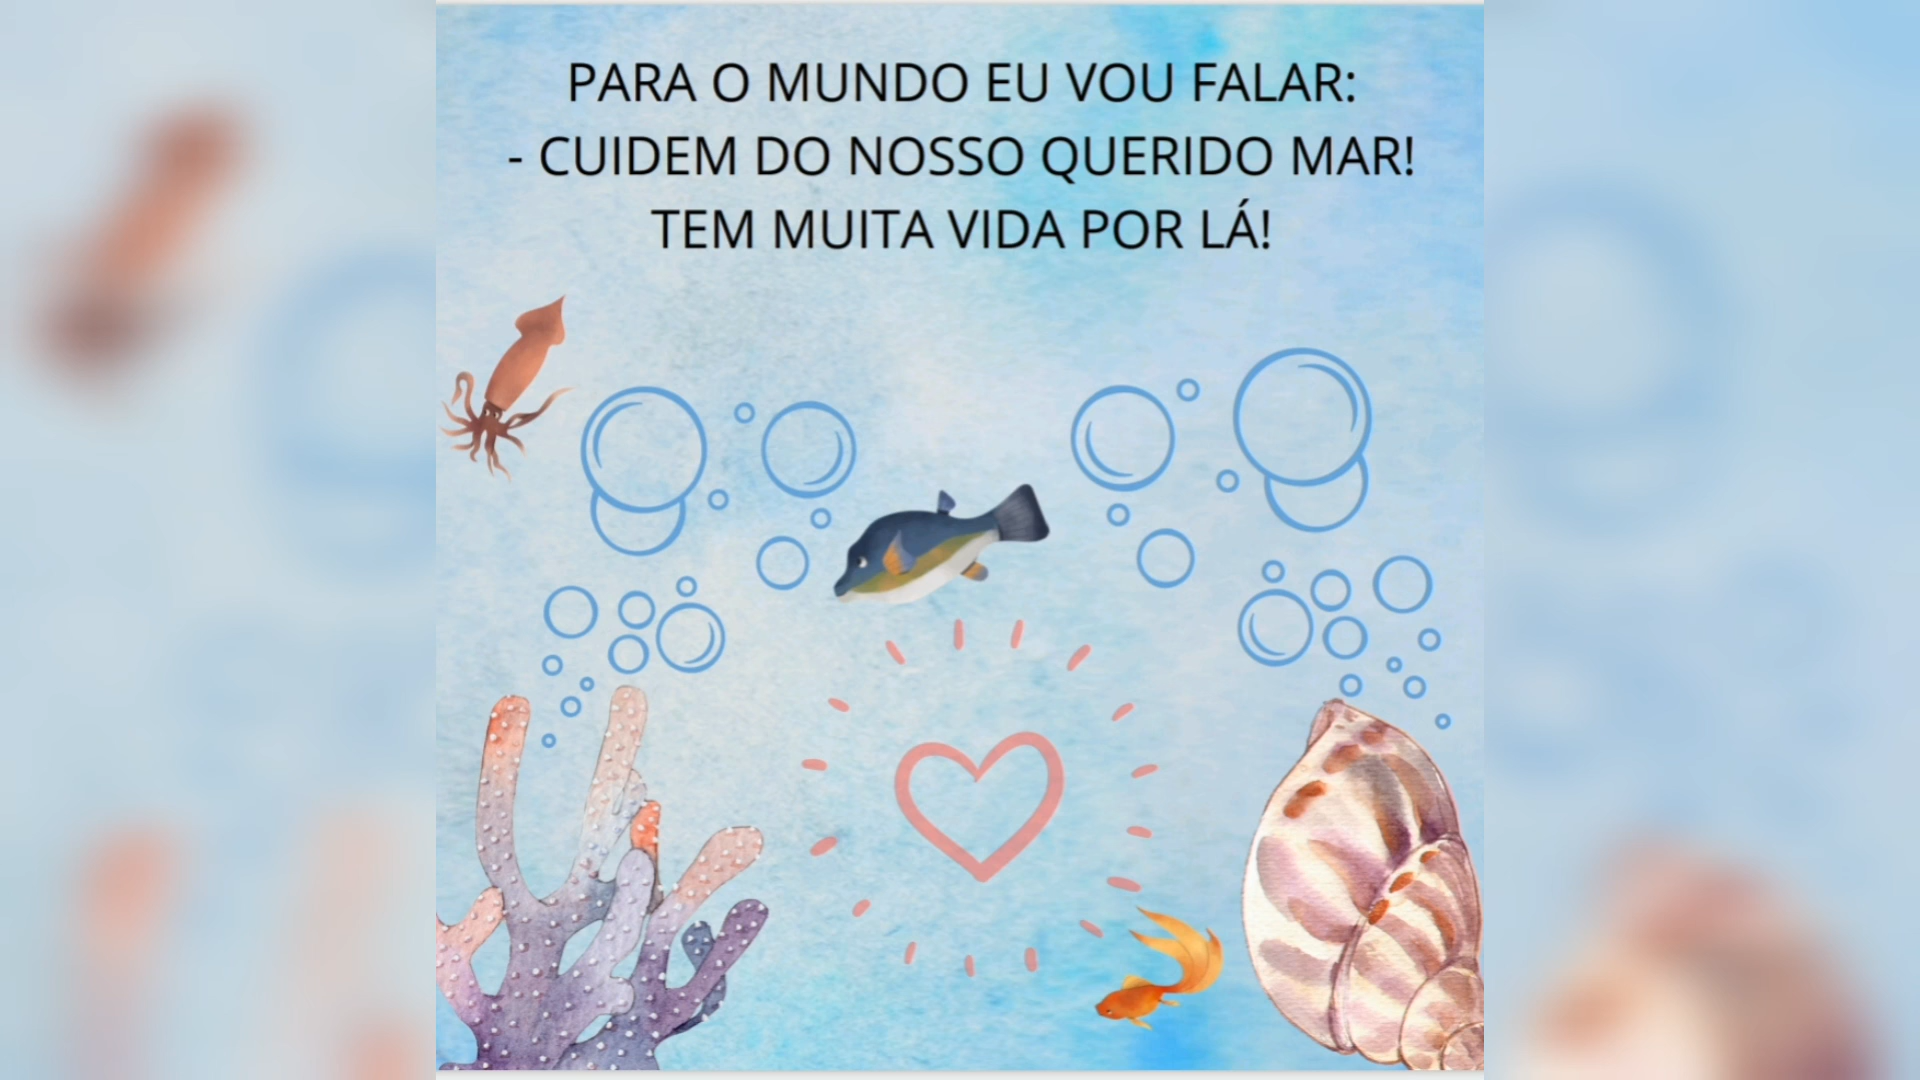 PARA O MUNDO EU VOU FALAR:
- CUIDEM DO NOSSO QUERIDO MAR!
TEM MUITA VIDA POR LÁ!